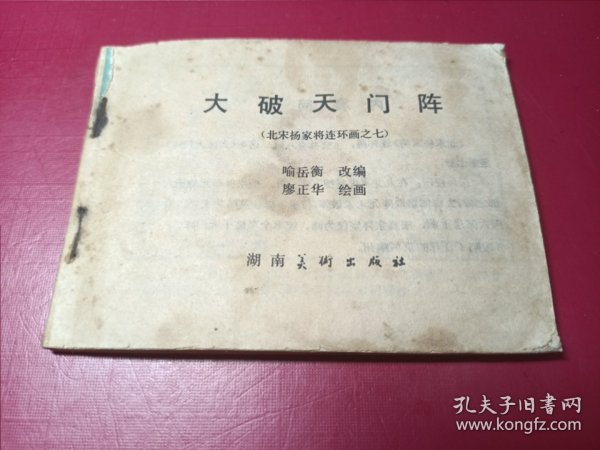 大破天门阵
（北宋杨家将连环画之七）
喻岳衡 改编
廖正华 绘画
湖南美術出版社
孔夫子旧书网
www.kongfz.com